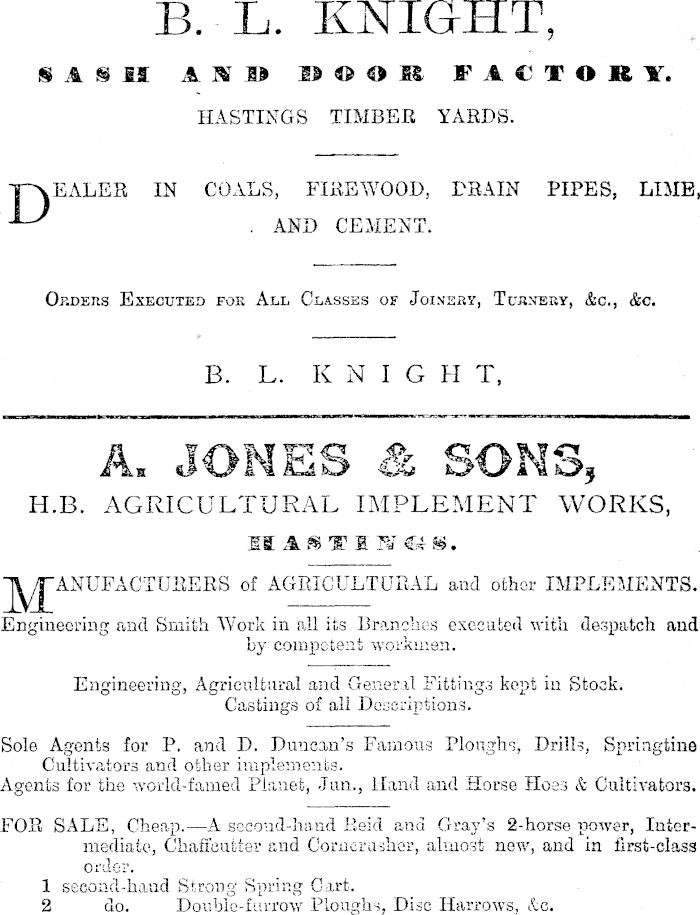 B. L. KNIGHT,
SASH AND DOOR FACTORY.
HASTINGS TIMBER YARDS.
DEALER IN COALS, FIREWOOD, DRAIN PIPES, LIME,
AND CEMENT.
ORDERS EXECUTED FOR ALL CLASSES OF JOINERY, TURNERY, &c., &c.
B. L. KNIGHT,
A. JONES & SONS,
H.B. AGRICULTURAL IMPLEMENT WORKS,
HASTINGS.
MANUFACTURERS of AGRICULTURAL and other IMPLEMENTS.
Engineering and Smith Work in all its Branches executed with despatch and
by competent workmen.
Engineering, Agricultural and General Fittings kept in Stock.
Castings of all Descriptions.
Sole Agents for P. and D. Duncan's Famous Ploughs, Drills, Springtine
Cultivators and other implements.
Agents for the world-famed Planet, Jun., Hand and Horse Hoes & Cultivators.
FOR SALE, Cheap.—A second-hand Reid and Gray's 2-horse power, Inter-
mediate, Chaffcutter and Corncrusher, almost new, and in first-class
order.
1 second-hand Strong Spring Cart.
2 do. Double-furrow Ploughs, Disc Harrows, &c.